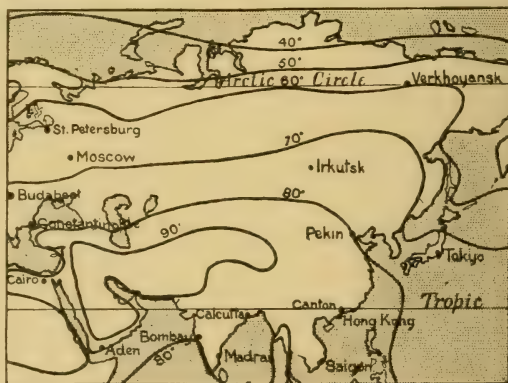 40°
50°
Arctic 60° Circle
Verkhoyansk
St. Petersburg
70°
Moscow
Irkutsk
Budapest
80°
Constantinople
90°
Pekin
Tokyo
Cairo
Tropic
Canton
Calcutta
Hong Kong
Bombay
Aden
80°
Madras
Saigon